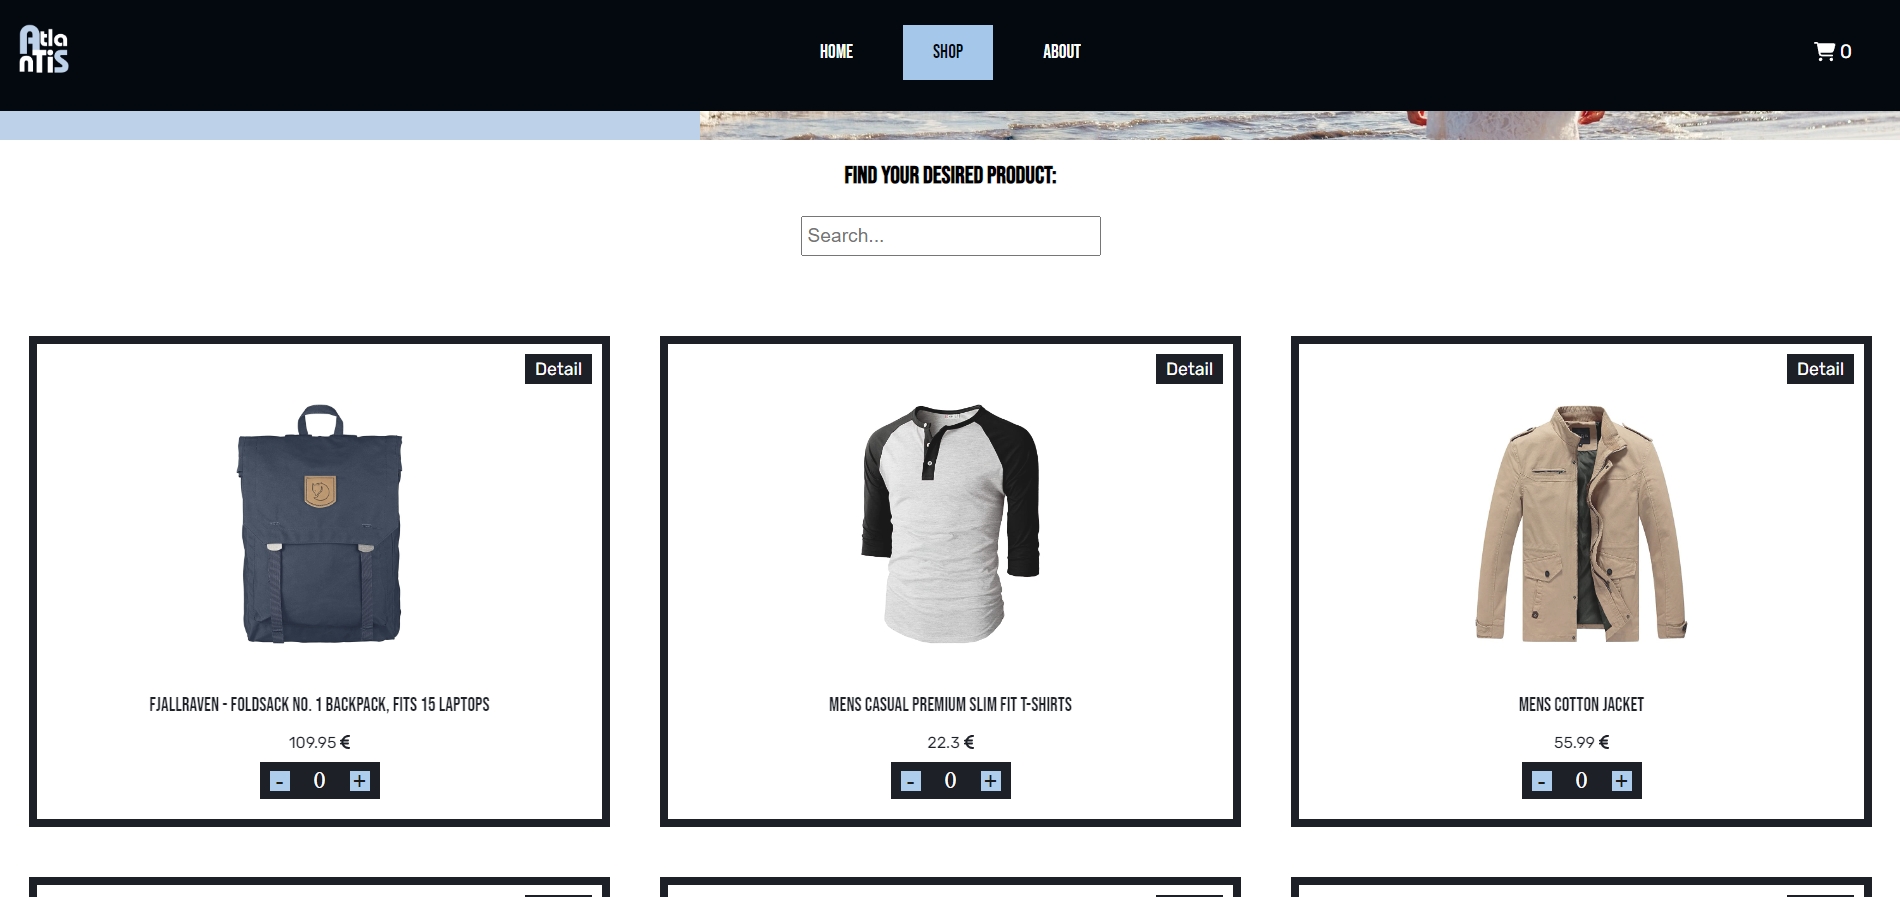 Atla
nTiS
HOME
SHOP
ABOUT
0
FIND YOUR DESIRED PRODUCT:
Search...
Detail
FJALLRAVEN - FOLDSACK NO. 1 BACKPACK, FITS 15 LAPTOPS
109.95 €
- 0 +
Detail
MENS CASUAL PREMIUM SLIM FIT T-SHIRTS
22.3 €
- 0 +
Detail
MENS COTTON JACKET
55.99 €
- 0 +